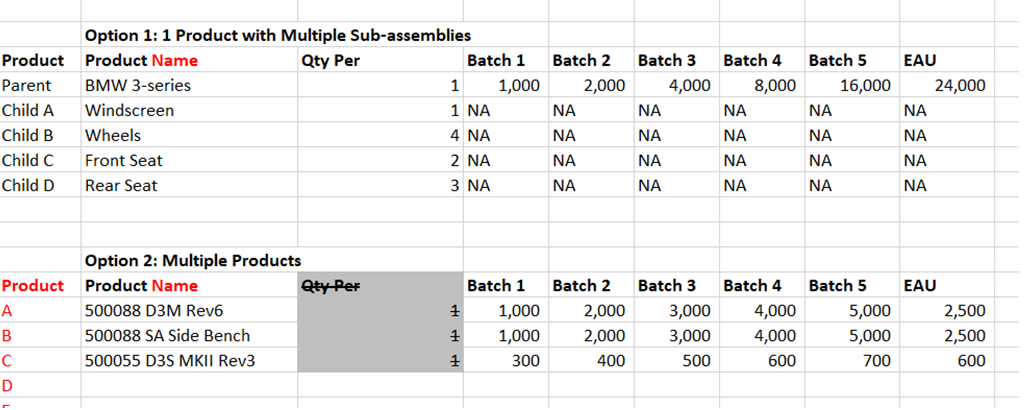 Option 1: 1 Product with Multiple Sub-assemblies
Product Product Name Qty Per Batch 1 Batch 2 Batch 3 Batch 4 Batch 5 EAU
Parent BMW 3-series 1 1,000 2,000 4,000 8,000 16,000 24,000
Child A Windscreen 1 NA NA NA NA NA NA
Child B Wheels 4 NA NA NA NA NA NA
Child C Front Seat 2 NA NA NA NA NA NA
Child D Rear Seat 3 NA NA NA NA NA NA
Option 2: Multiple Products
Product Product Name Qty Per Batch 1 Batch 2 Batch 3 Batch 4 Batch 5 EAU
A 500088 D3M Rev6 1 1,000 2,000 3,000 4,000 5,000 2,500
B 500088 SA Side Bench 1 1,000 2,000 3,000 4,000 5,000 2,500
C 500055 D3S MKII Rev3 1 300 400 500 600 700 600
D